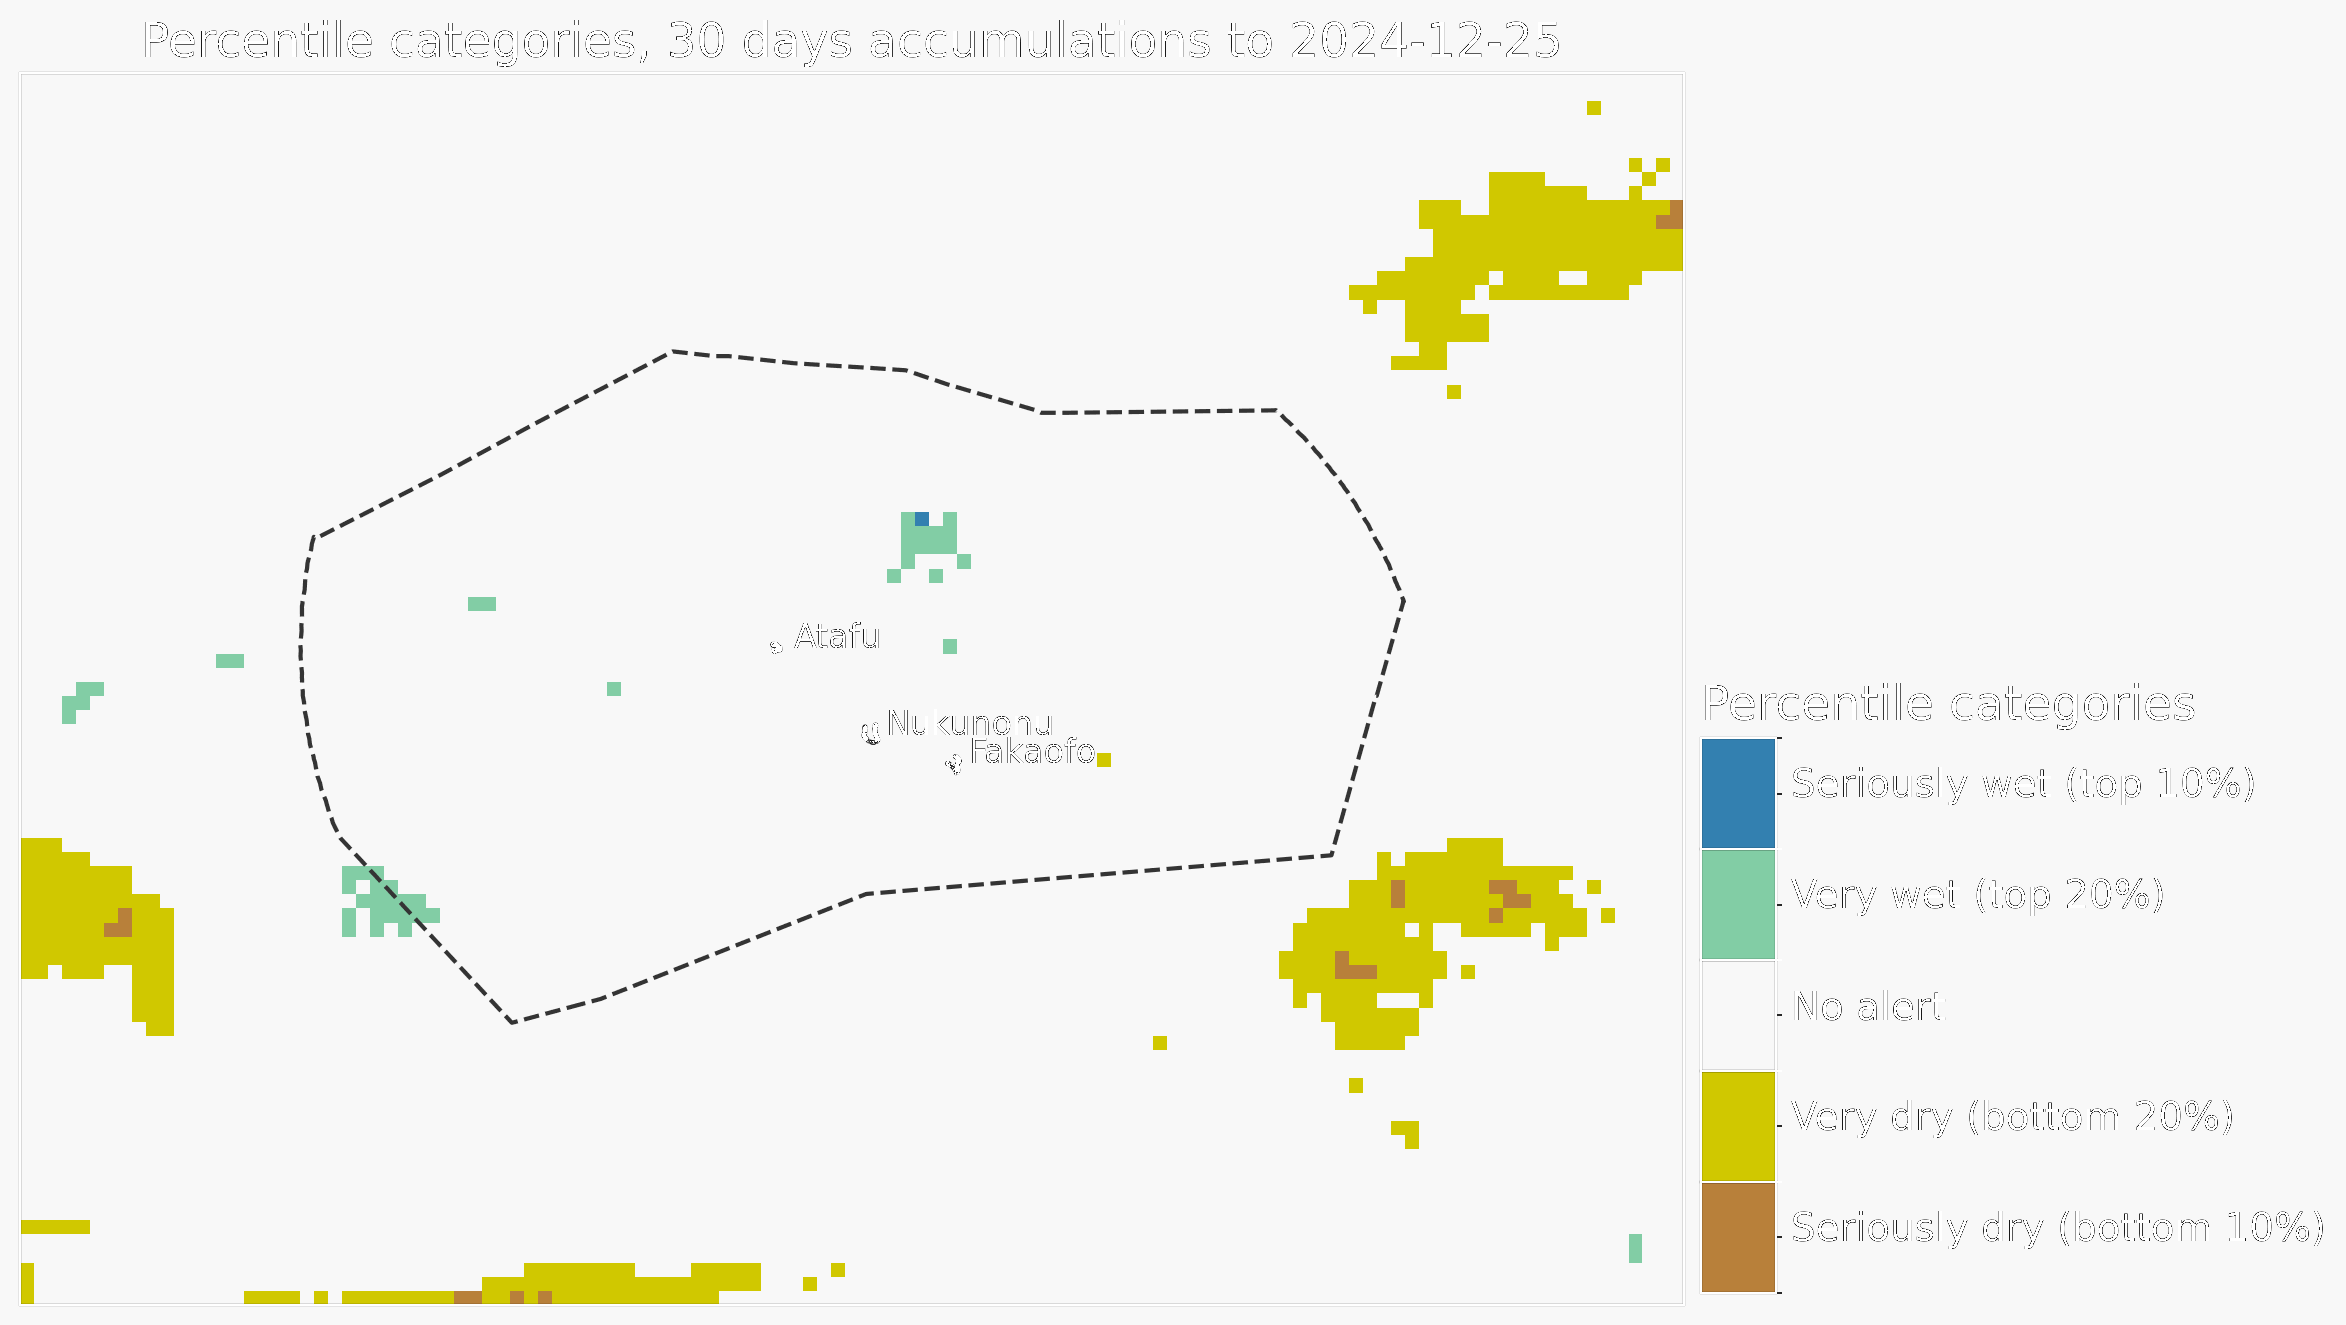 Percentile categories, 30 days accumulations to 2024-12-25
Atafu
Nukunonu
Fakaofo
Percentile categories
Seriously wet (top 10%)
Very wet (top 20%)
No alert
Very dry (bottom 20%)
Seriously dry (bottom 10%)